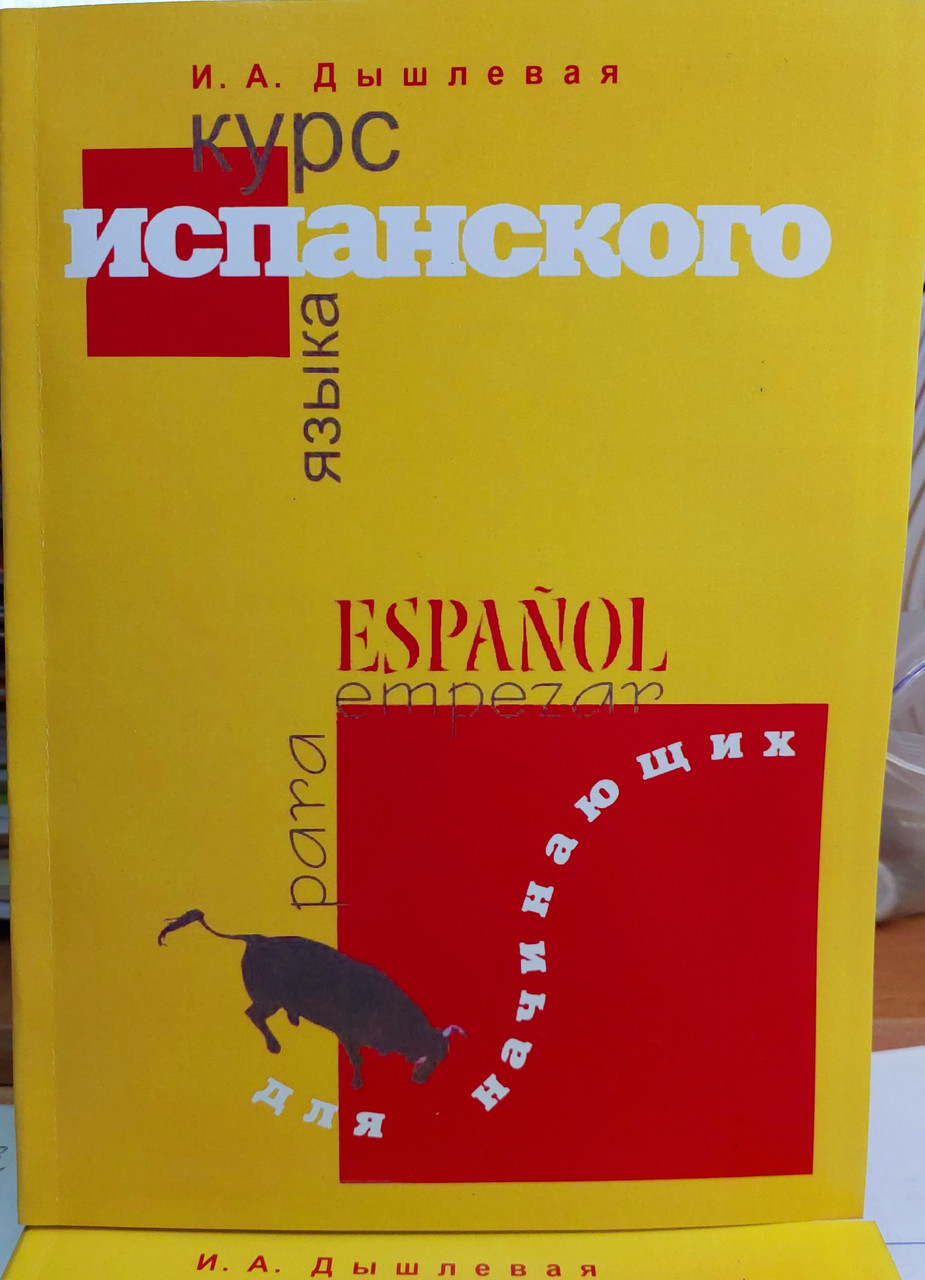 И. А. Дышлевая
курс
испанского
языка
ESPAÑOL
empezar
para
для
начинающих
И. А. Дышлевая